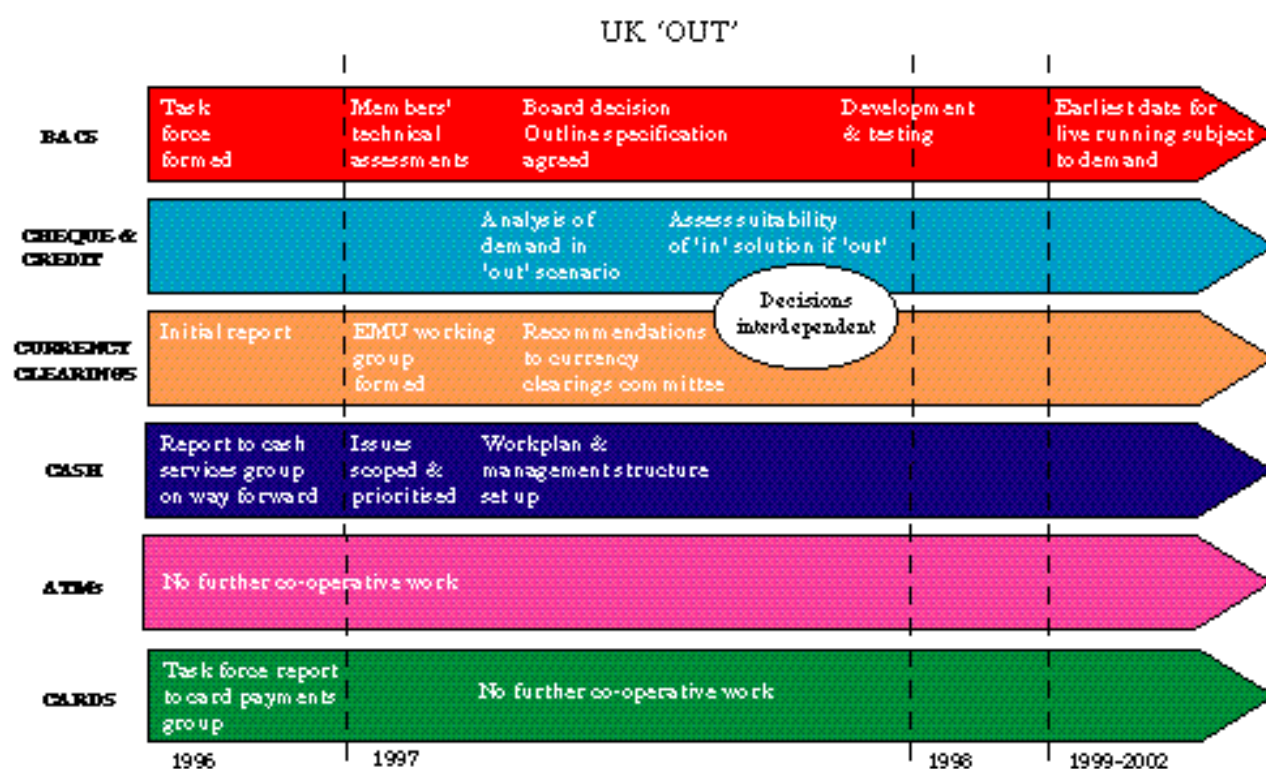 UK 'OUT'
BACS
Task
force
formed
Members'
technical
assessments
Board decision
Outline specification
agreed
Development
& testing
Earliest date for
live running subject
to demand
CHEQUE &
CREDIT
Analysis of
demand in
'out' scenario
Assess suitability
of 'in' solution if 'out'
Decisions
interdependent
CURRENCY
CLEARINGS
Initial report
EMU working
group
formed
Recommendations
to currency
clearings committee
CASH
Report to cash
services group
on way forward
Issues
scoped &
prioritised
Workplan &
management structure
set up
ATMs
No further co-operative work
CARDS
Task force report
to card payments
group
No further co-operative work
1996
1997
1998
1999-2002